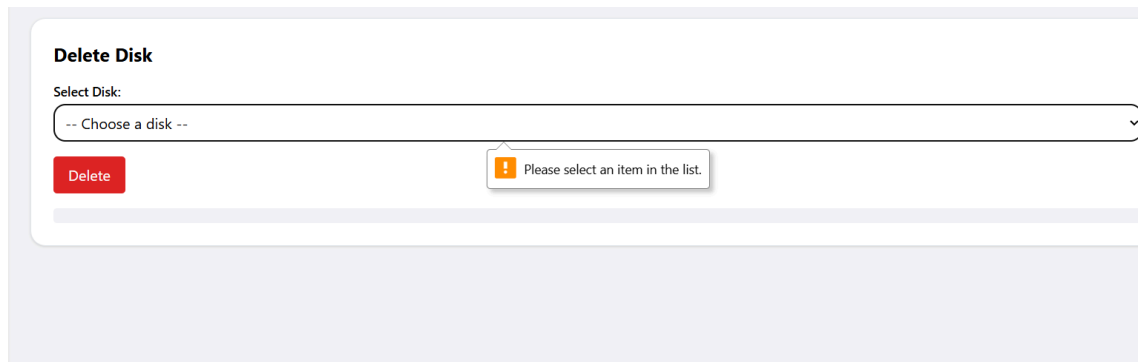 Delete Disk
Select Disk:
-- Choose a disk --
Please select an item in the list.
Delete